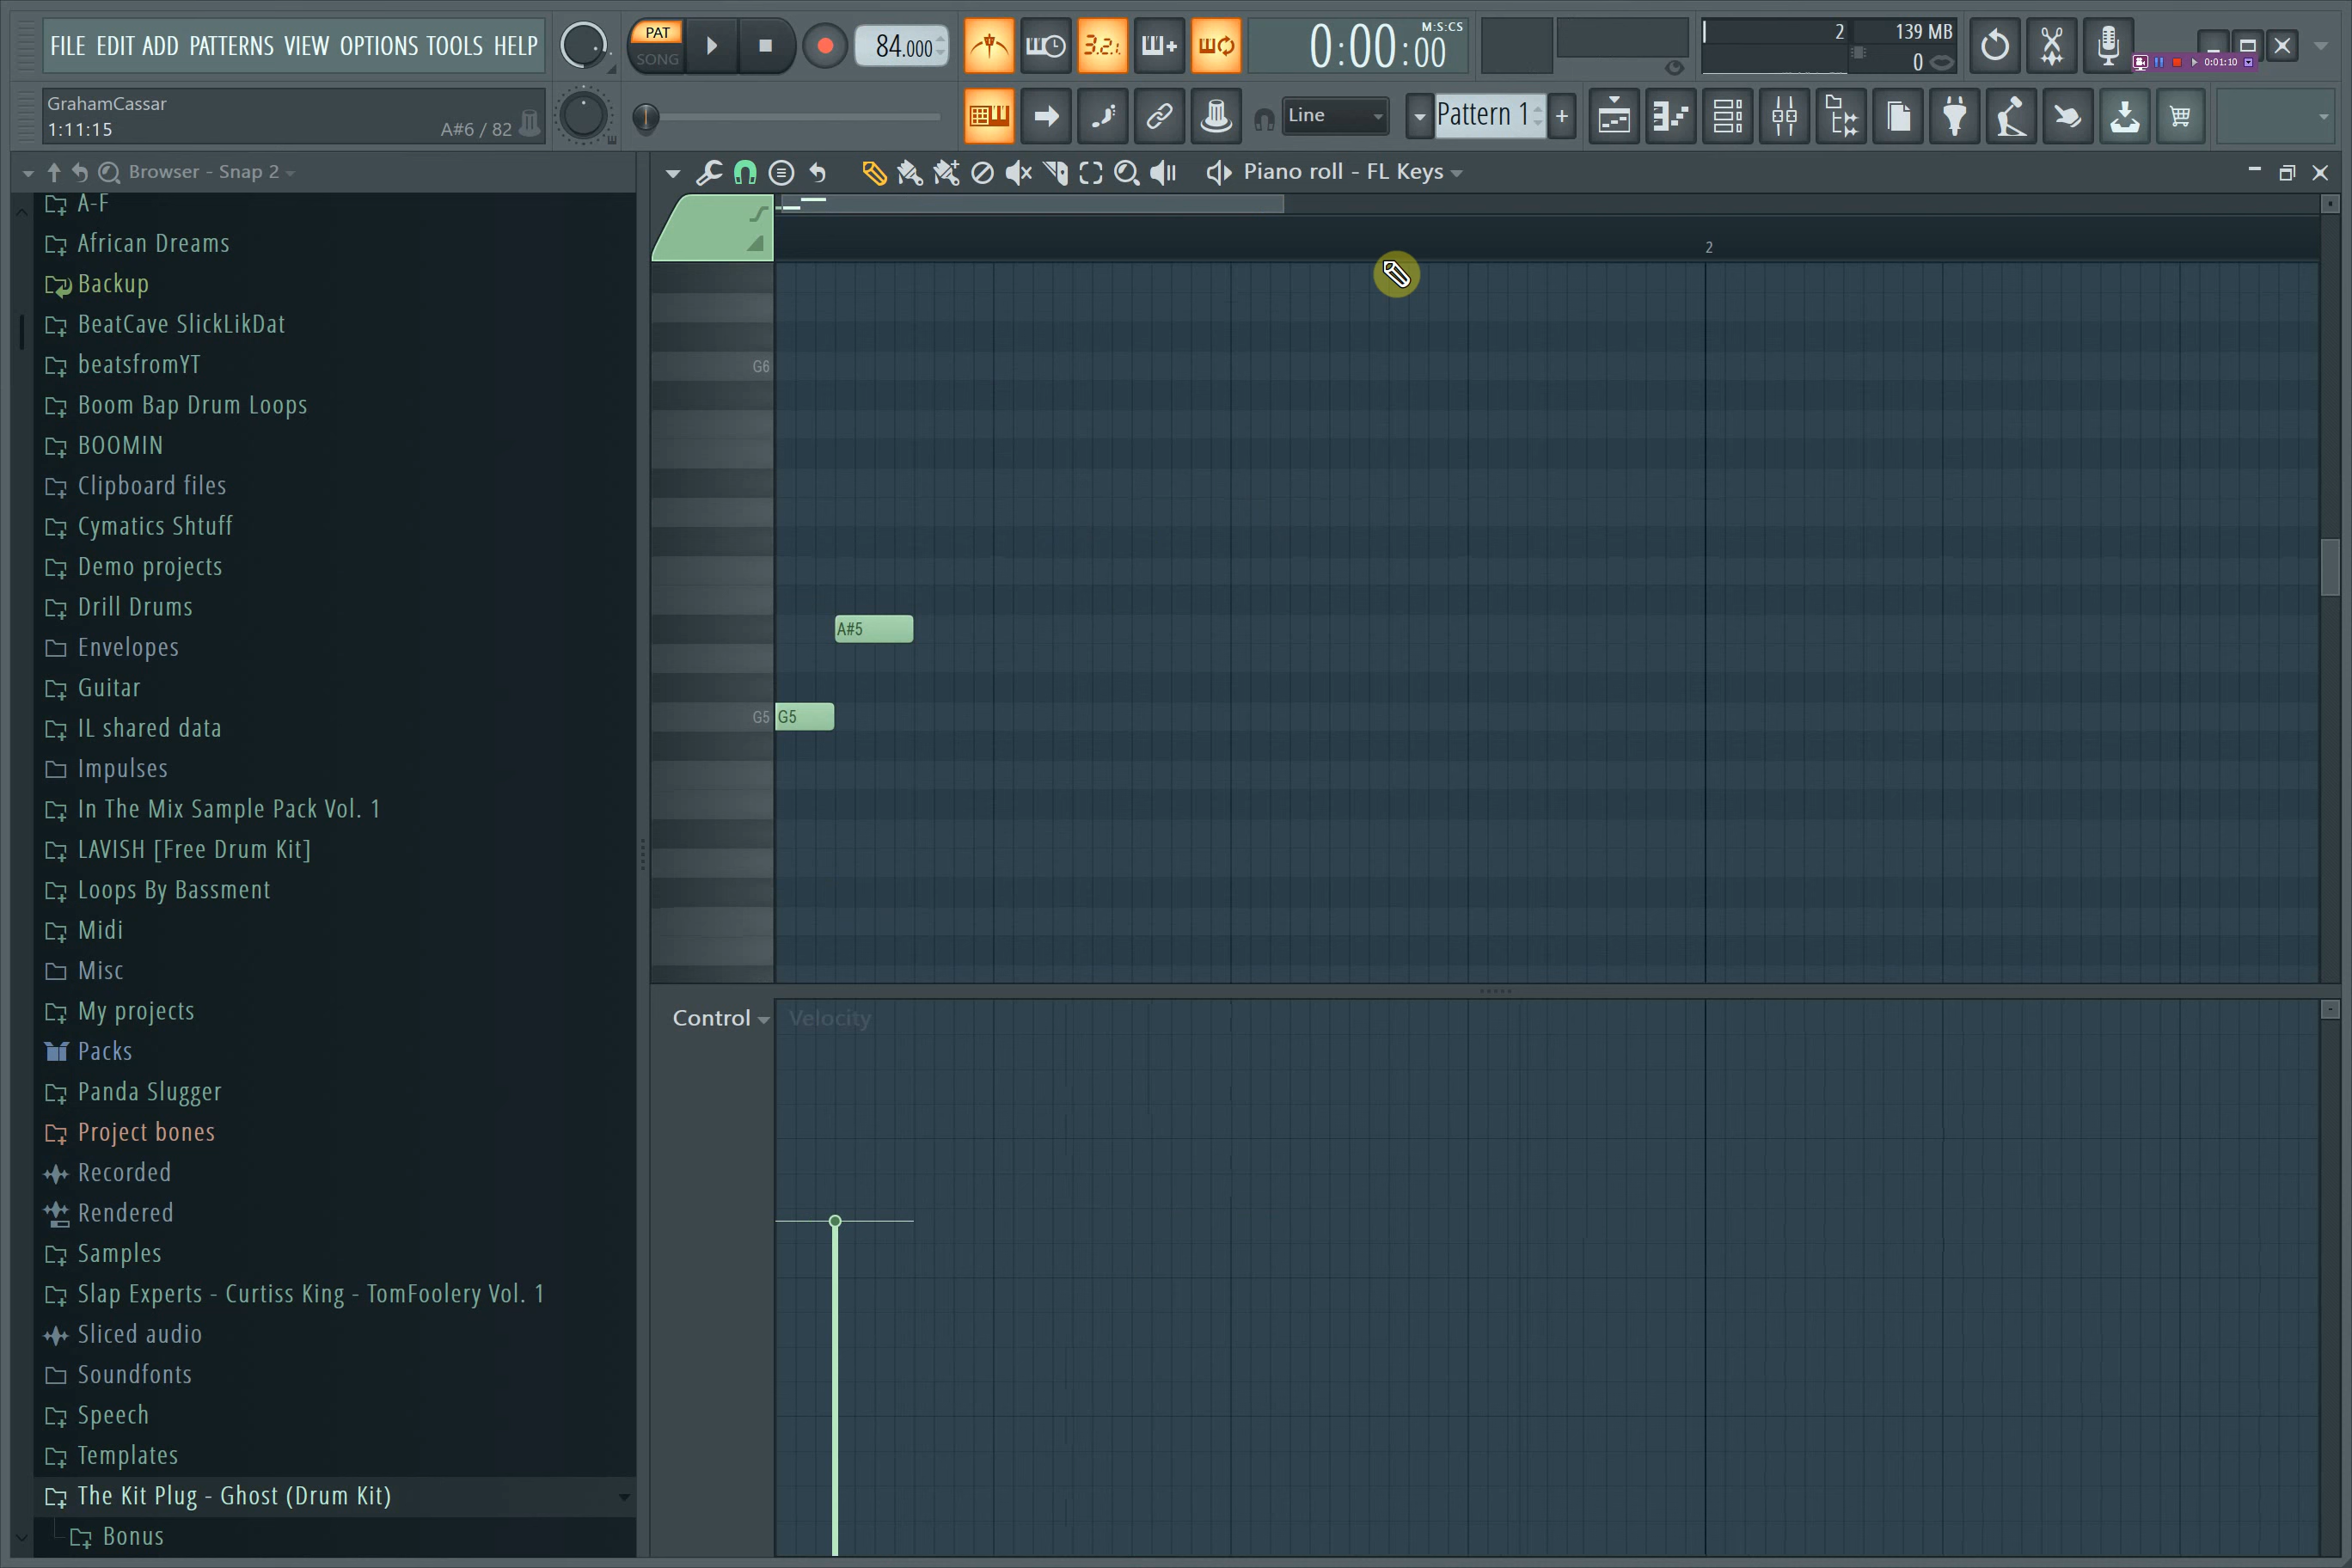 FILE EDIT ADD PATTERNS VIEW OPTIONS TOOLS HELP
PAT
SONG
84.000
3.2.1.
0:00:00
M:S:CS
2
139 MB
0
0:01:10
GrahamCassar
1:11:15
A#6 / 82
Line
Pattern 1
+
Browser - Snap 2
Piano roll - FL Keys
A-F
African Dreams
Backup
BeatCave SlickLikDat
beatsfromYT
Boom Bap Drum Loops
BOOMIN
Clipboard files
Cymatics Shtuff
Demo projects
Drill Drums
Envelopes
Guitar
IL shared data
Impulses
In The Mix Sample Pack Vol. 1
LAVISH [Free Drum Kit]
Loops By Bassment
Midi
Misc
My projects
Packs
Panda Slugger
Project bones
Recorded
Rendered
Samples
Slap Experts - Curtiss King - TomFoolery Vol. 1
Sliced audio
Soundfonts
Speech
Templates
The Kit Plug - Ghost (Drum Kit)
Bonus
2
G6
A#5
G5
G5
Control
Velocity